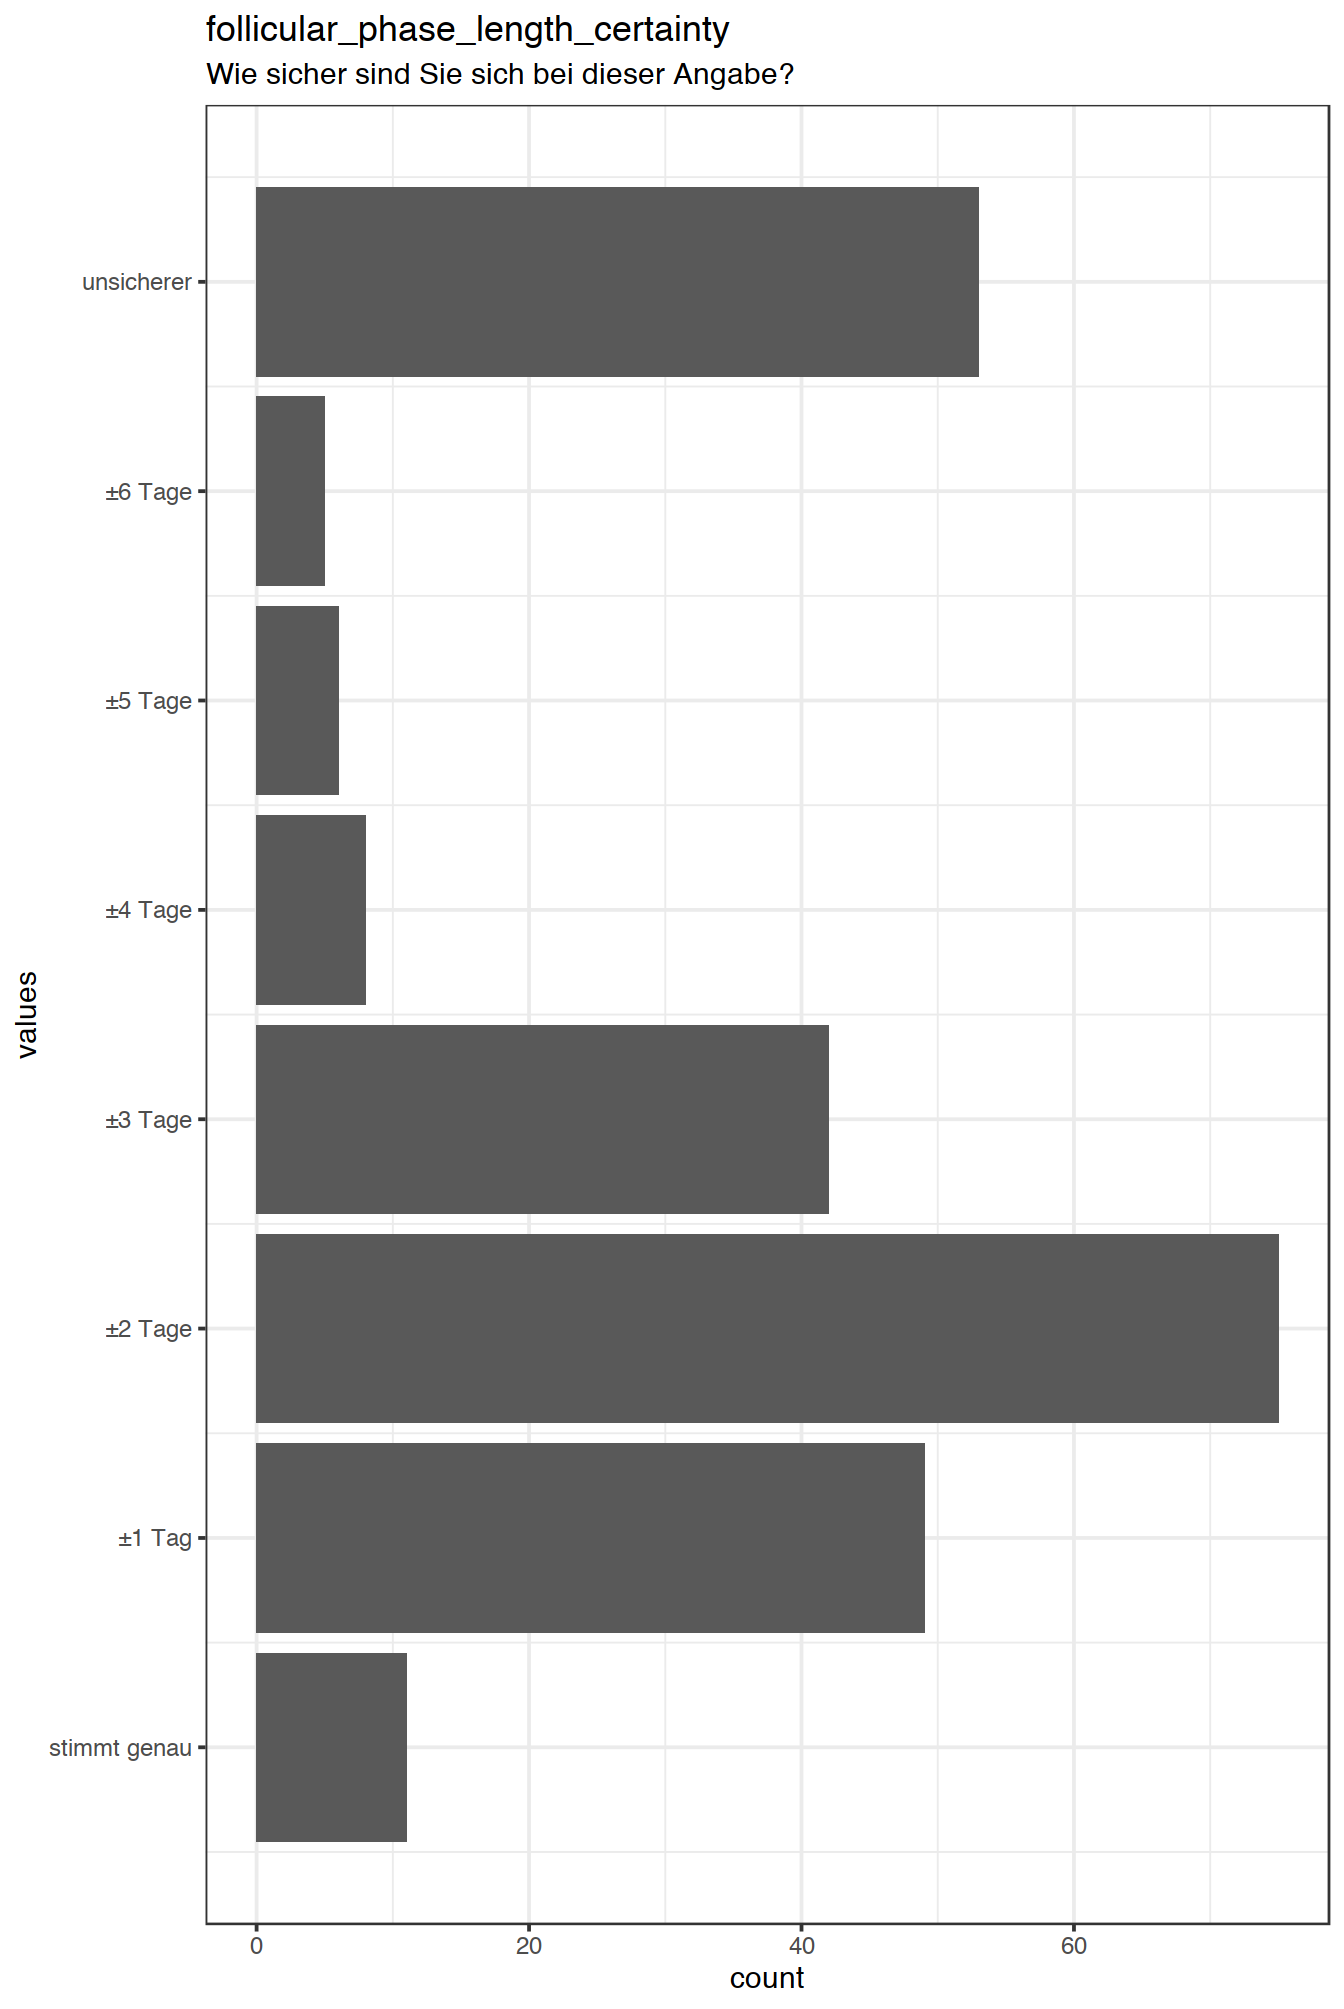 follicular_phase_length_certainty
Wie sicher sind Sie sich bei dieser Angabe?
values
unsicherer
±6 Tage
±5 Tage
±4 Tage
±3 Tage
±2 Tage
±1 Tag
stimmt genau
0 20 40 60
count